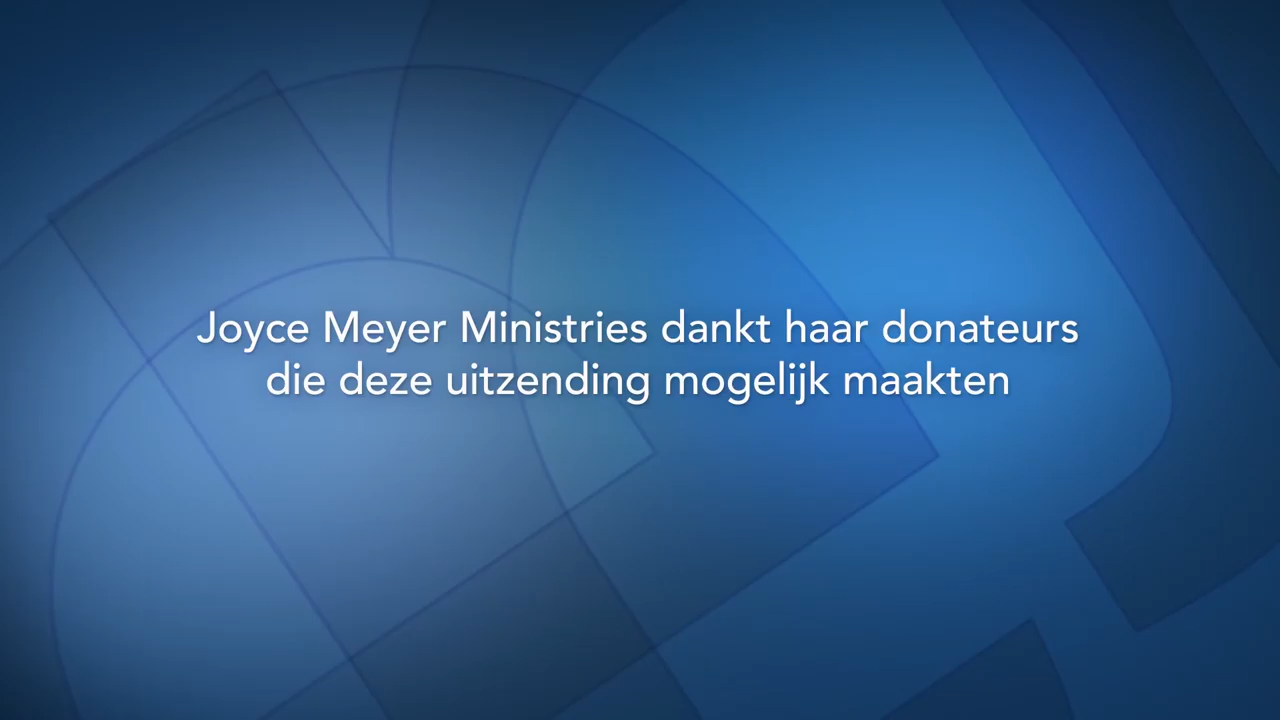 Joyce Meyer Ministries dankt haar donateurs
die deze uitzending mogelijk maakten